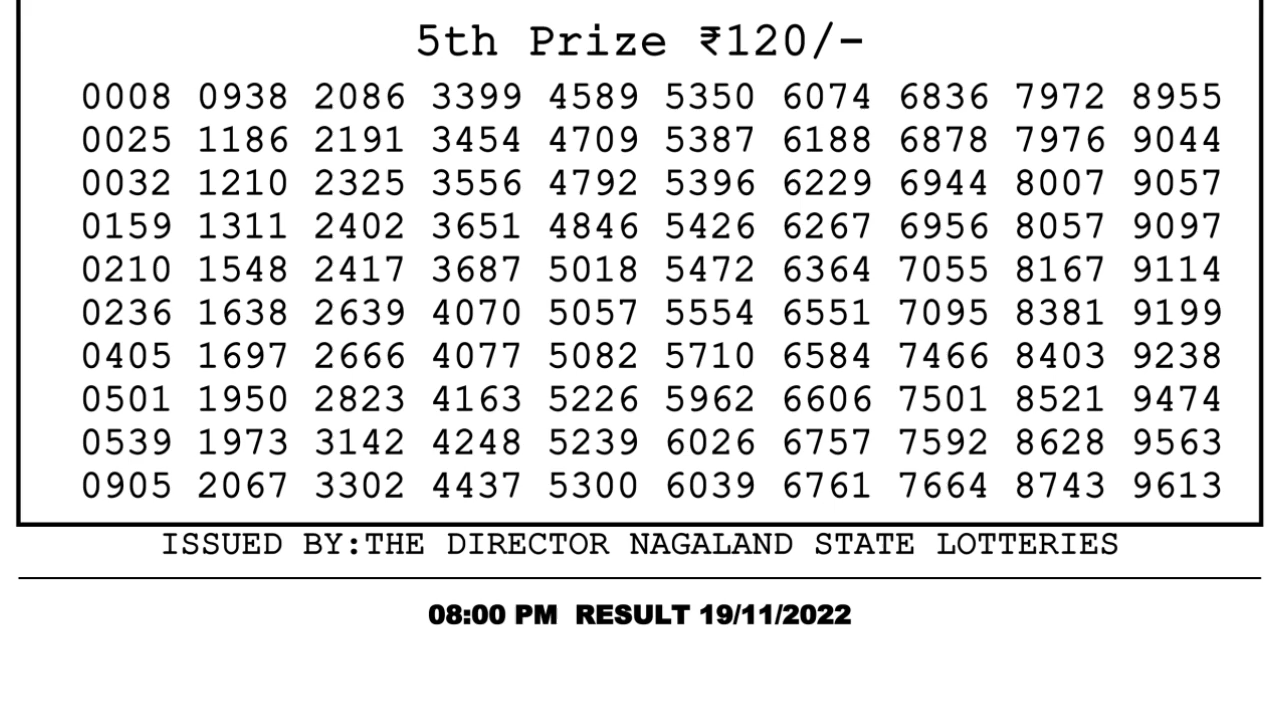 5th Prize ₹120/-
0008 0938 2086 3399 4589 5350 6074 6836 7972 8955
0025 1186 2191 3454 4709 5387 6188 6878 7976 9044
0032 1210 2325 3556 4792 5396 6229 6944 8007 9057
0159 1311 2402 3651 4846 5426 6267 6956 8057 9097
0210 1548 2417 3687 5018 5472 6364 7055 8167 9114
0236 1638 2639 4070 5057 5554 6551 7095 8381 9199
0405 1697 2666 4077 5082 5710 6584 7466 8403 9238
0501 1950 2823 4163 5226 5962 6606 7501 8521 9474
0539 1973 3142 4248 5239 6026 6757 7592 8628 9563
0905 2067 3302 4437 5300 6039 6761 7664 8743 9613
ISSUED BY:THE DIRECTOR NAGALAND STATE LOTTERIES
08:00 PM RESULT 19/11/2022